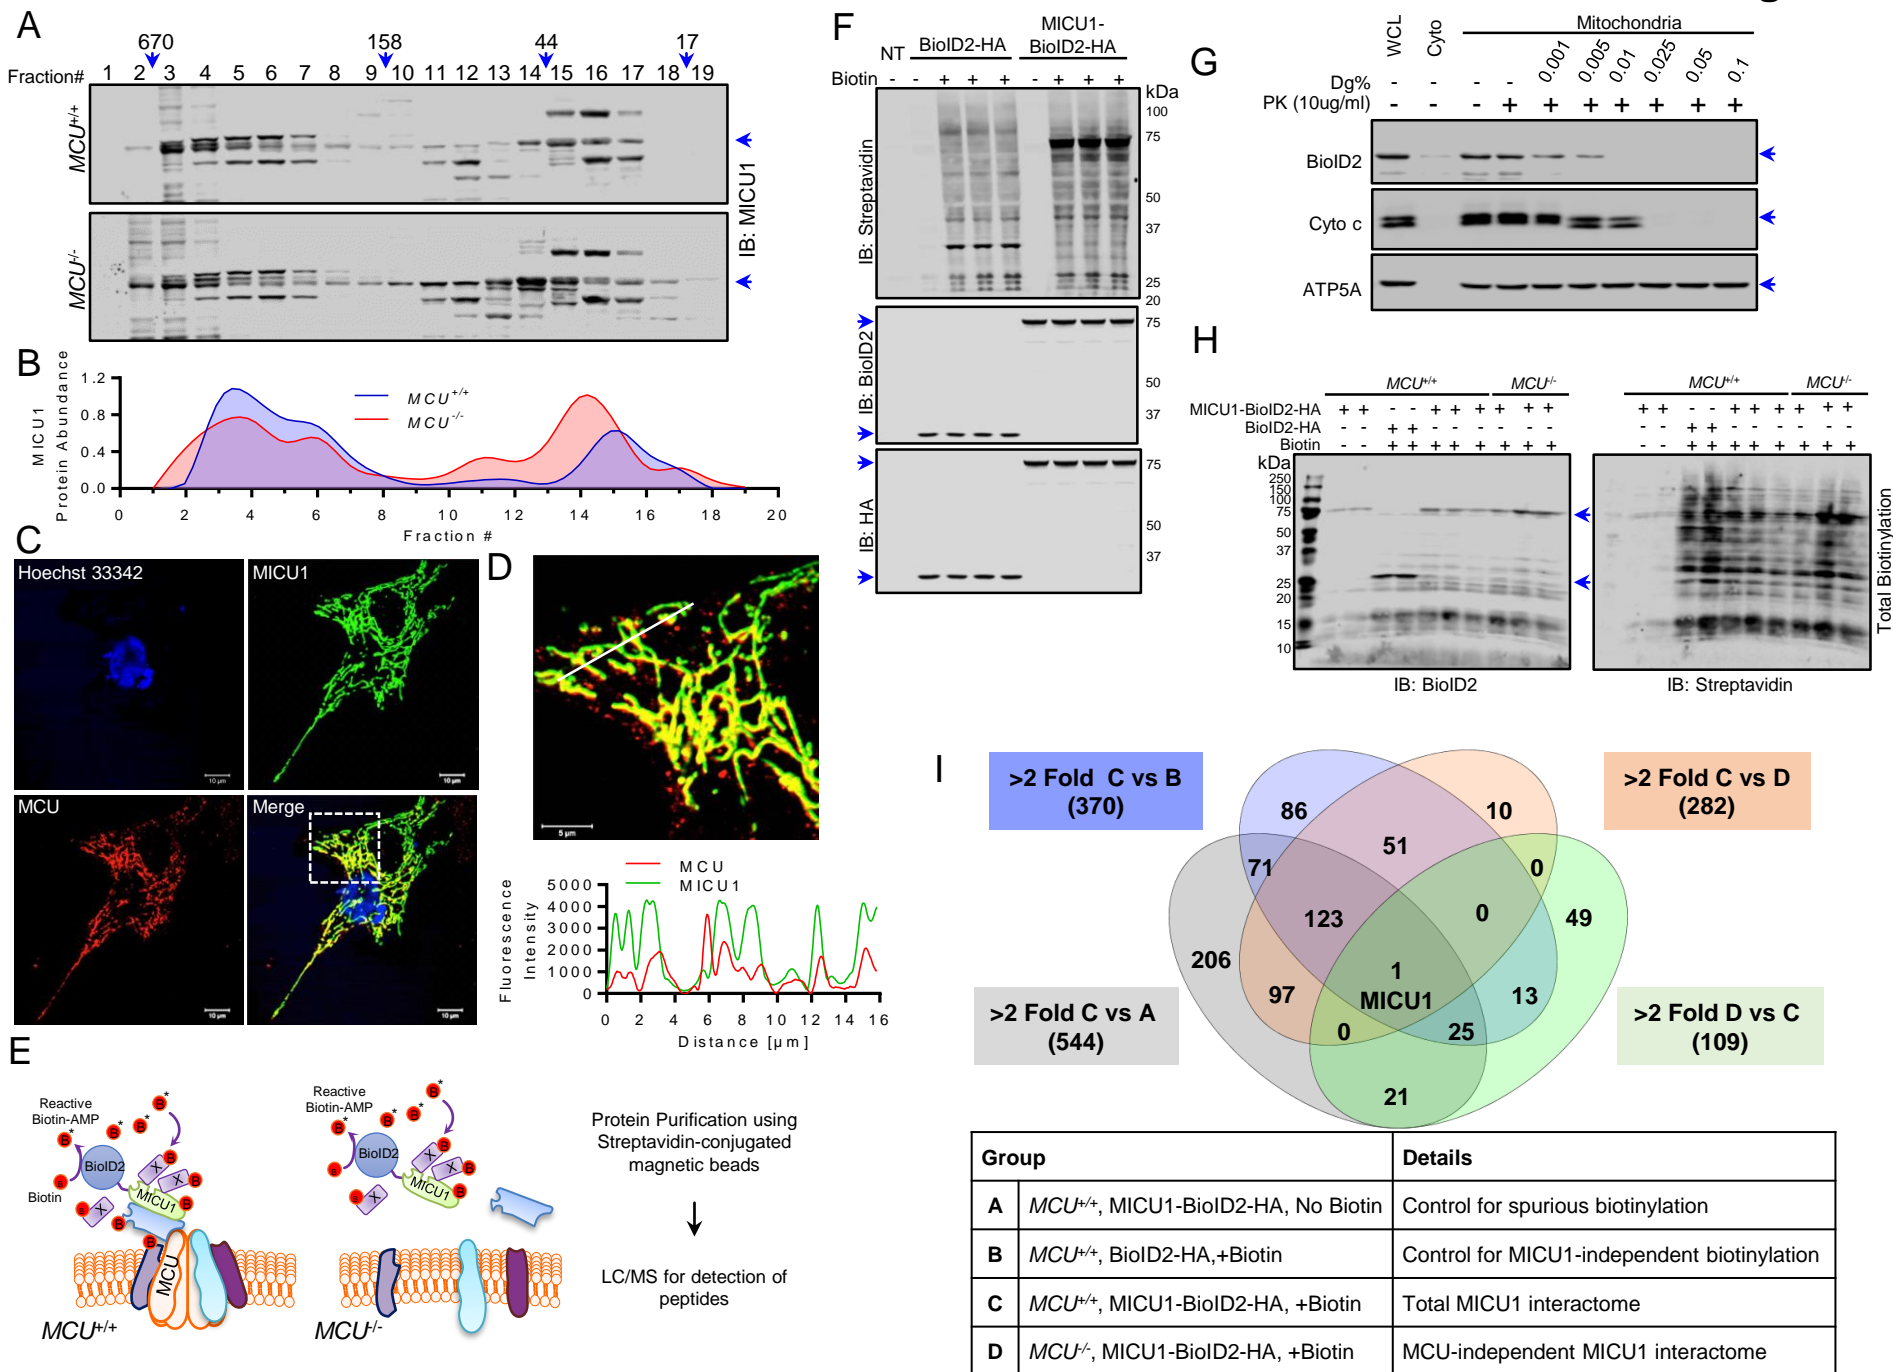 A
670 158 44 17
Fraction# 1 2 3 4 5 6 7 8 9 10 11 12 13 14 15 16 17 18 19
MCU+/+
MCU-/-
IB: MICU1
B
MICU1
Protein Abundance
1.2
0.8
0.4
0.0
MCU+/+
MCU-/-
0 2 4 6 8 10 12 14 16 18 20
Fraction #
C
Hoechst 33342
10 µm
MICU1
10 µm
MCU
10 µm
Merge
10 µm
D
5 µm
MCU
MICU1
Fluorescence
Intensity
5000
4000
3000
2000
1000
0
0 2 4 6 8 10 12 14 16
Distance [µm]
E
Reactive
Biotin-AMP
B* B* B* B*
BioID2
B
Biotin
X B
X B
B X
MICU1 B
B
B
MCU
MCU+/+
Reactive
Biotin-AMP
B* B* B* B*
BioID2
B
X B
X B
B X
MICU1 B
MCU-/-
Protein Purification using
Streptavidin-conjugated
magnetic beads
LC/MS for detection of
peptides
F
NT BioID2-HA MICU1-
BioID2-HA
Biotin - - + + + - + + +
kDa
IB: Streptavidin
100
75
50
37
25
20
IB: BioID2
75
50
37
IB: HA
75
50
37
G
WCL Cyto Mitochondria
Dg% - - - - 0.001 0.005 0.01 0.025 0.05 0.1
PK (10ug/ml) - - - + + + + + + +
BioID2
Cyto c
ATP5A
H
MCU+/+ MCU-/-
MICU1-BioID2-HA + + - - + + + + + +
BioID2-HA - - + + - - - - - -
Biotin - - + + + + + + + +
kDa
250
150
100
75
50
37
25
20
15
10
IB: BioID2
MCU+/+ MCU-/-
+ + - - + + + + + +
- - + + - - - - - -
- - + + + + + + + +
Total Biotinylation
IB: Streptavidin
I
>2 Fold C vs B
(370)
>2 Fold C vs D
(282)
>2 Fold C vs A
(544)
>2 Fold D vs C
(109)
86
10
51
71
0
123
0
49
206
1
MICU1
97
13
0
25
21
Group Details
A MCU+/+, MICU1-BioID2-HA, No Biotin Control for spurious biotinylation
B MCU+/+, BioID2-HA,+Biotin Control for MICU1-independent biotinylation
C MCU+/+, MICU1-BioID2-HA, +Biotin Total MICU1 interactome
D MCU-/-, MICU1-BioID2-HA, +Biotin MCU-independent MICU1 interactome